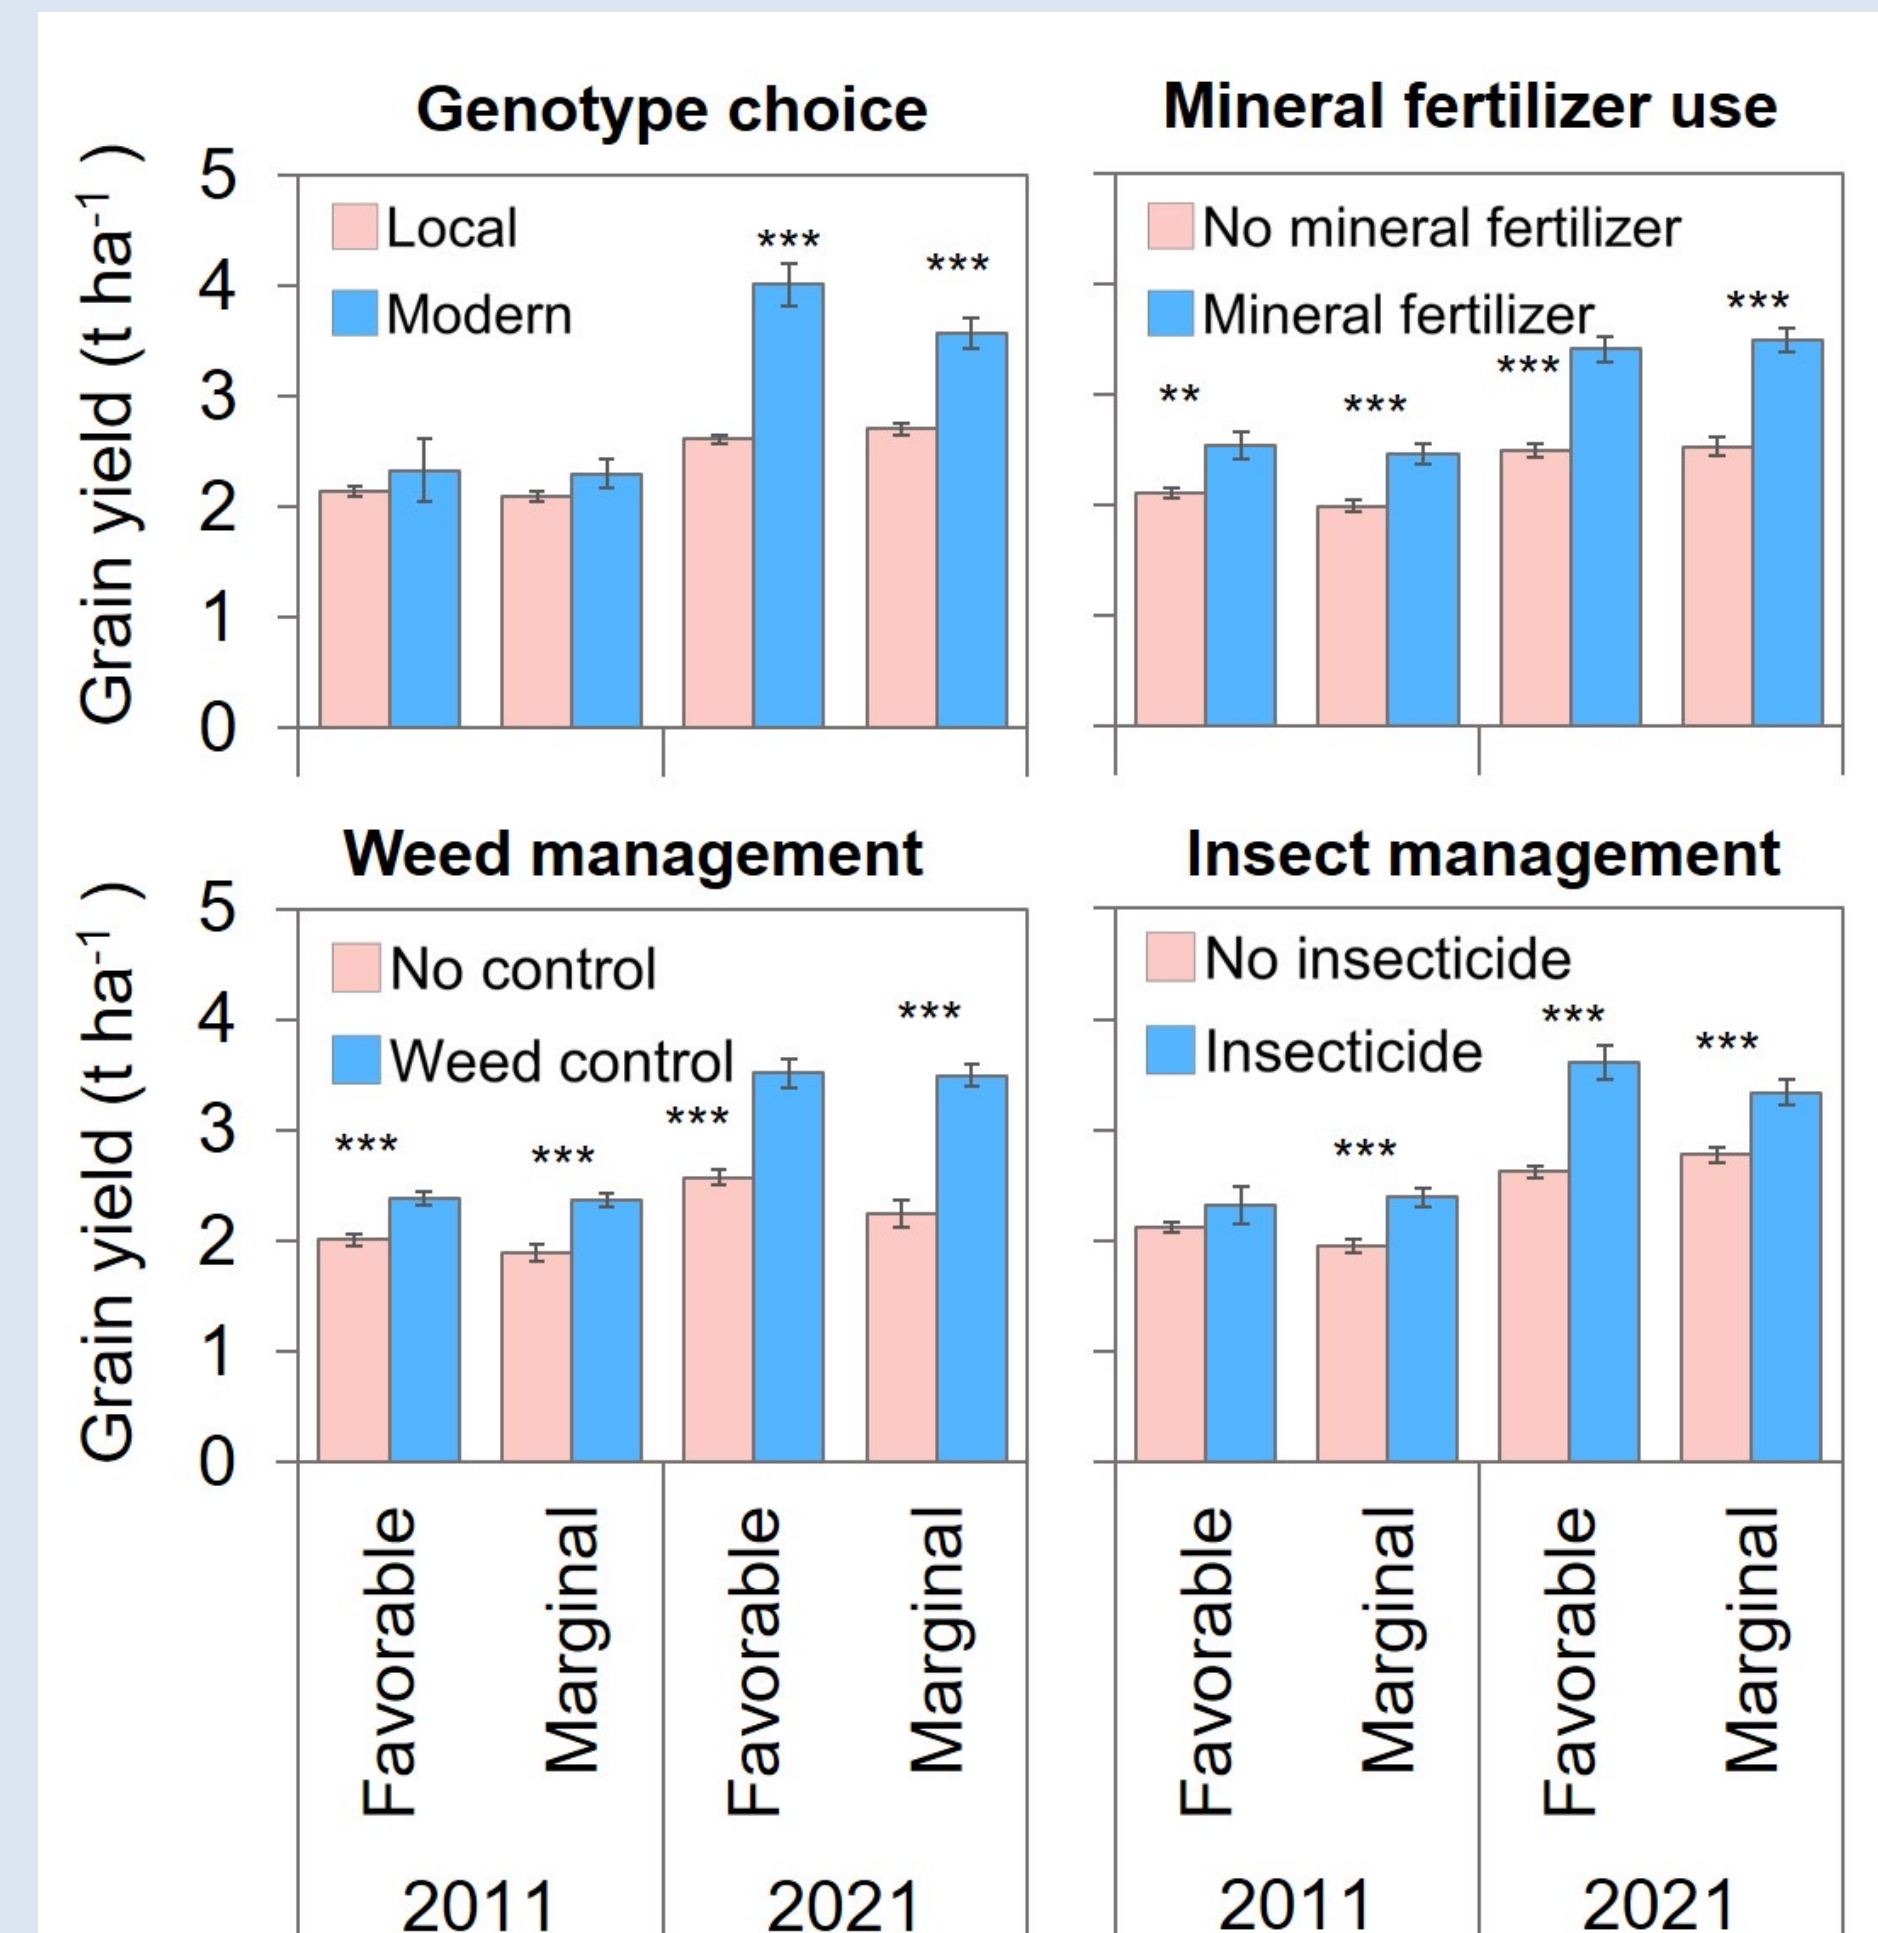 Genotype choice
Mineral fertilizer use
Grain yield (t ha⁻¹ )
5
4
3
2
1
0
Local
Modern
***
***
No mineral fertilizer
Mineral fertilizer
**
***
***
***
Weed management
Insect management
Grain yield (t ha⁻¹ )
5
4
3
2
1
0
No control
Weed control
***
***
***
***
No insecticide
Insecticide
***
***
***
Favorable
Marginal
Favorable
Marginal
Favorable
Marginal
Favorable
Marginal
2011
2021
2011
2021